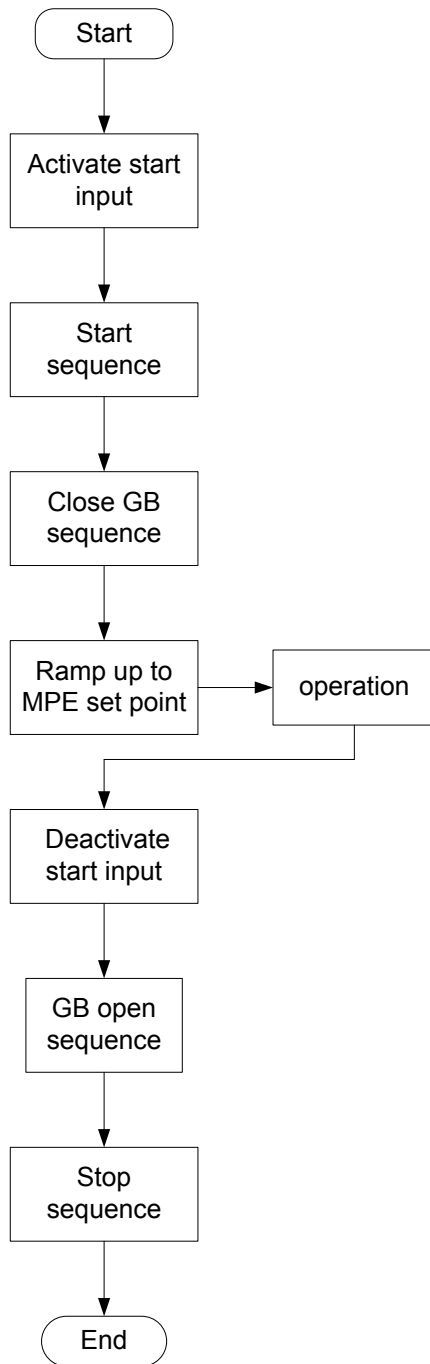 Start
Activate start
input
Start
sequence
Close GB
sequence
Ramp up to
MPE set point
operation
Deactivate
start input
GB open
sequence
Stop
sequence
End